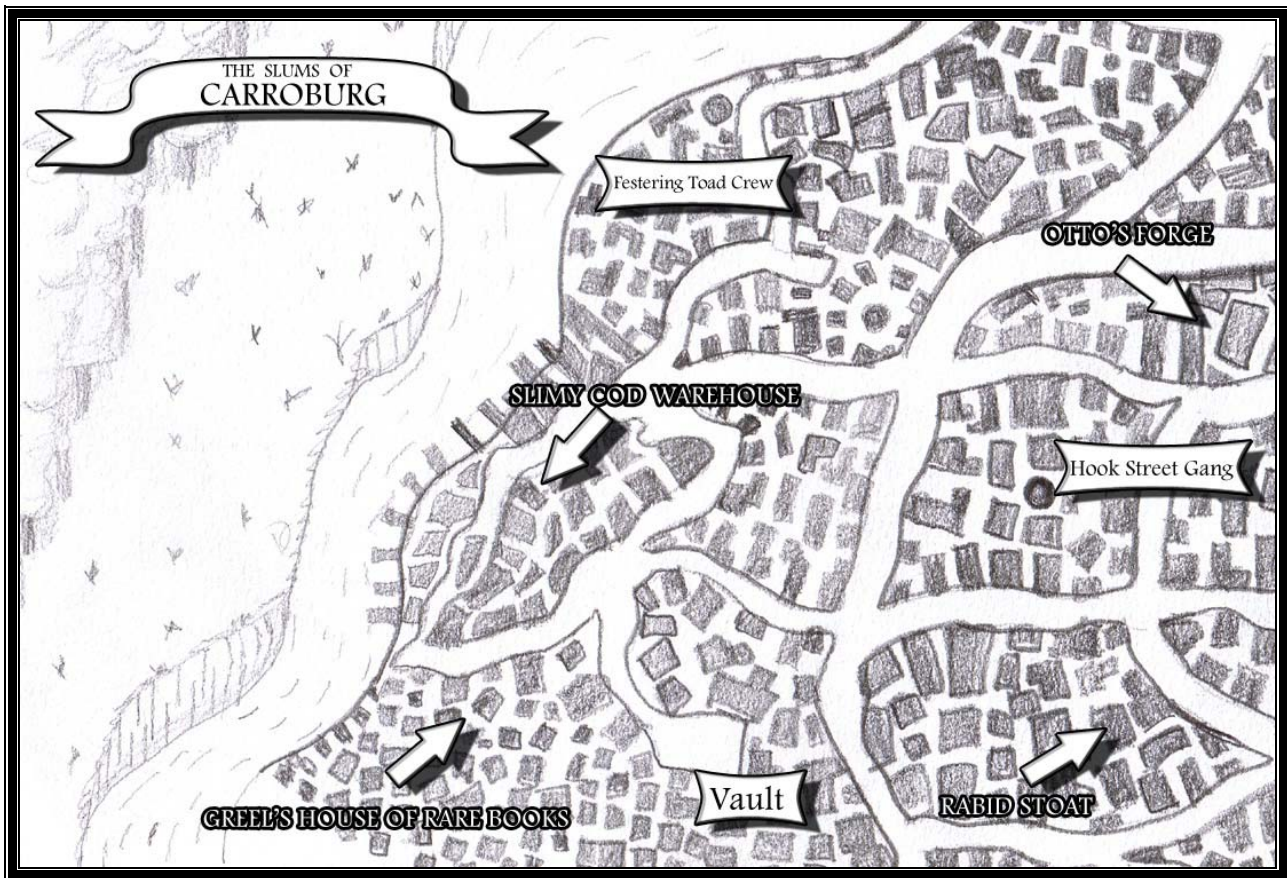 THE SLUMS OF
CARROBURG
Festering Toad Crew
OTTO'S FORGE
SLIMY COD WAREHOUSE
Hook Street Gang
Vault
RABID STOAT
GREEL'S HOUSE OF RARE BOOKS